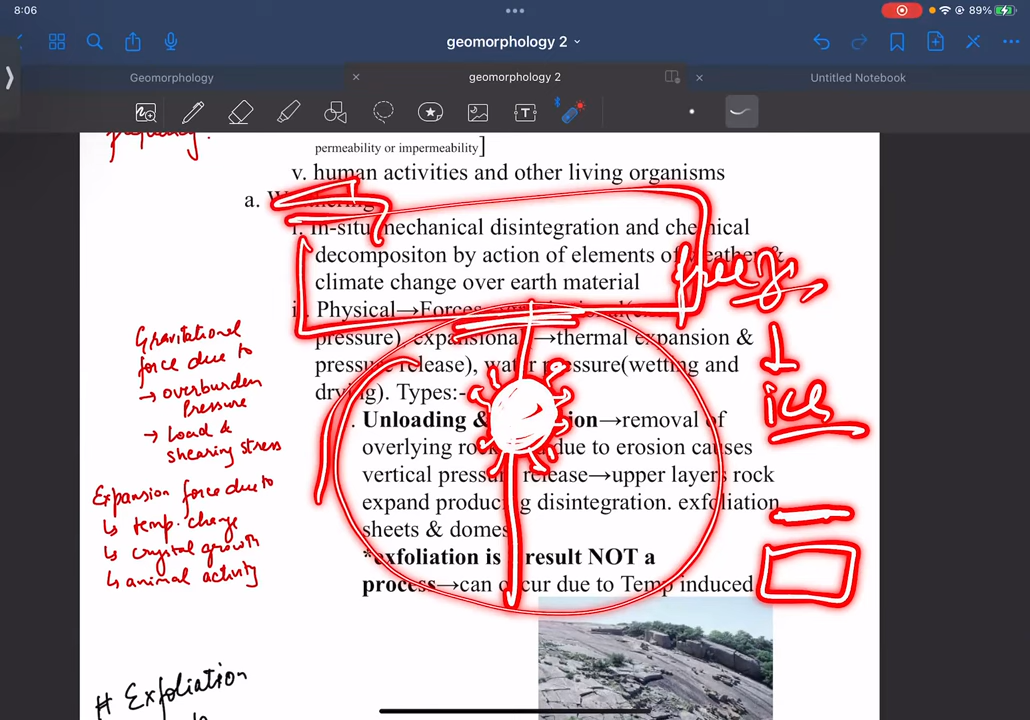 8:06
89%
geomorphology 2
Geomorphology
geomorphology 2
Untitled Notebook
frequency.
permeability or impermeability]
v. human activities and other living organisms
a. Weathering
i. In-situ mechanical disintegration and chemical
decompositon by action of elements of weather &
climate change over earth material
ii. Physical→Forces
pressure), expansional→thermal expansion &
pressure release), water pressure(wetting and
drying). Types:-
Unloading &
→removal of
overlying rock
due to erosion causes
vertical pressure release→upper layers rock
expand producing disintegration. exfoliation
sheets & domes
*exfoliation is a result NOT a
process→can occur due to Temp induced
Gravitational
force due to
→ overburden
Pressure
→ Load &
shearing stress
Expansion force due to
↳ temp. change
↳ crystal growth
↳ animal activity
# Exfoliation
freez
ice